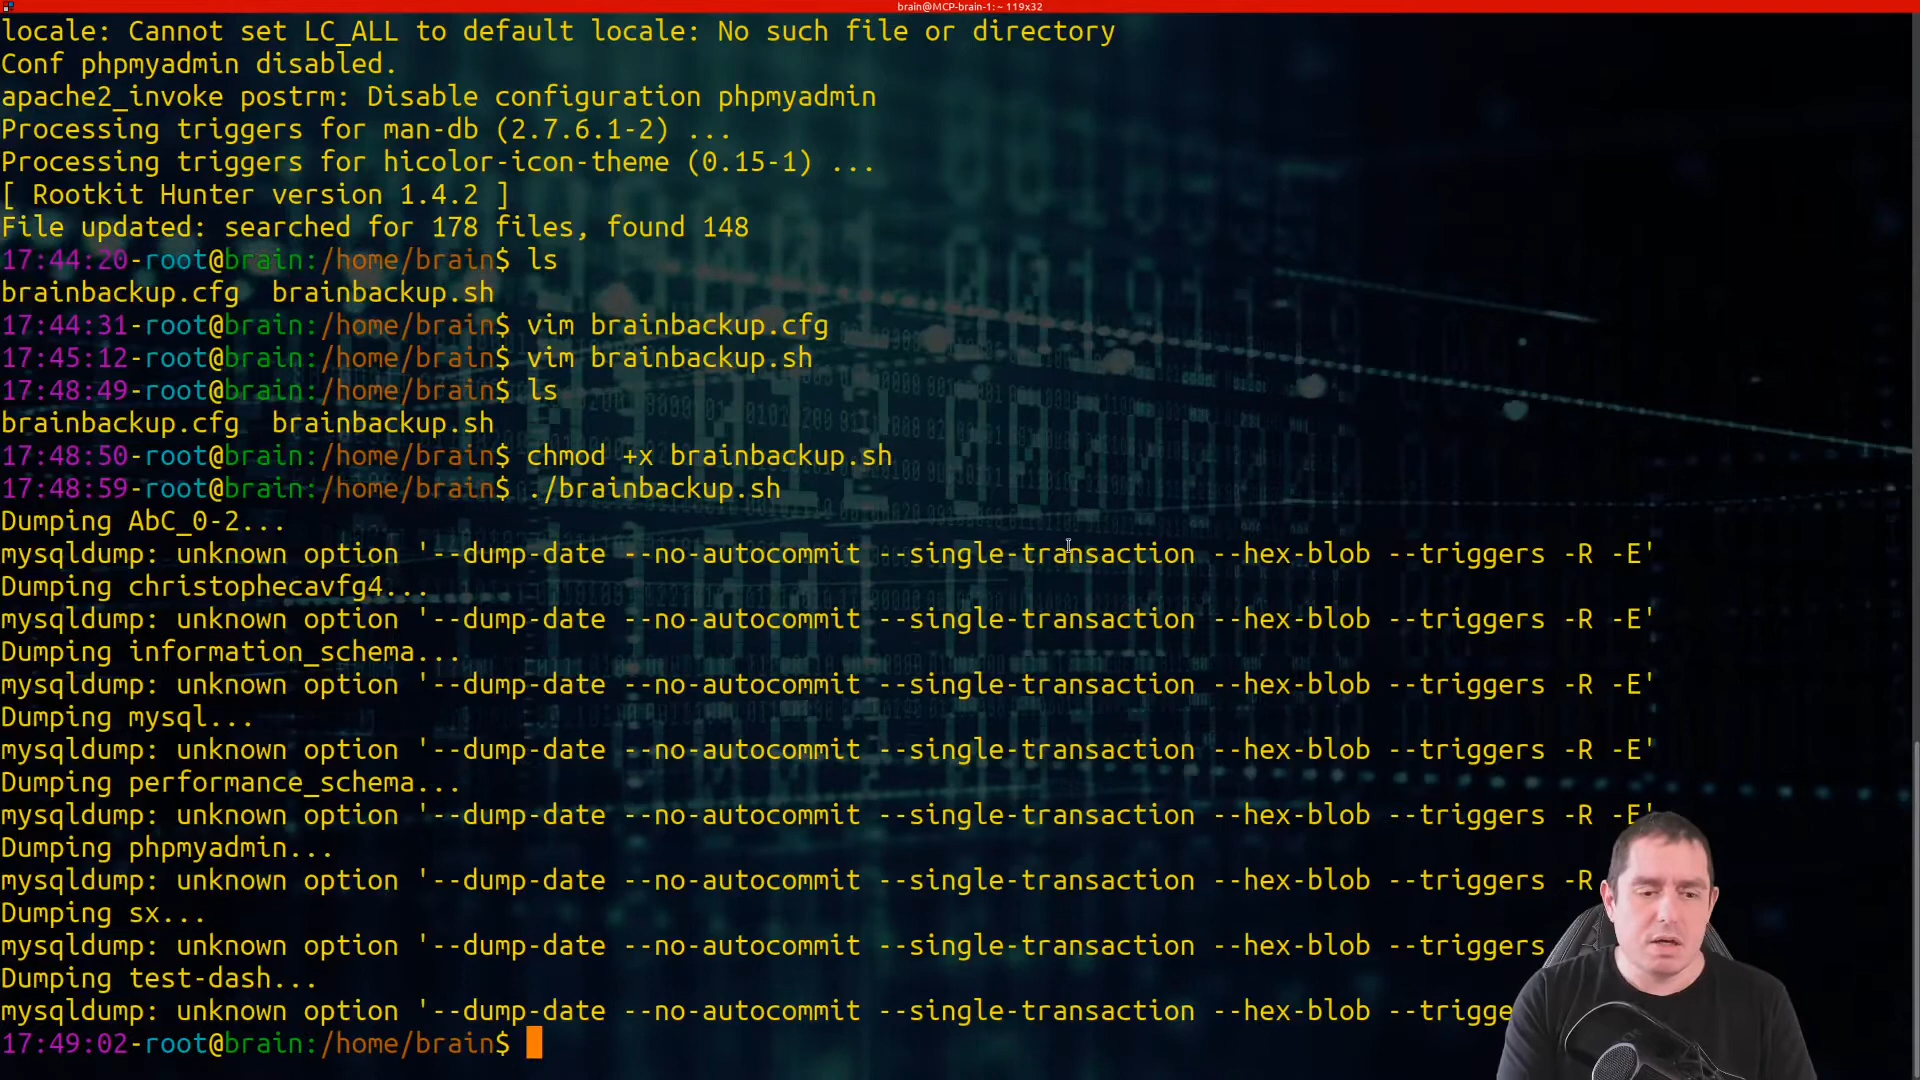 brain@MCP-brain-1: ~ 119x32
locale: Cannot set LC_ALL to default locale: No such file or directory
Conf phpmyadmin disabled.
apache2_invoke postrm: Disable configuration phpmyadmin
Processing triggers for man-db (2.7.6.1-2) ...
Processing triggers for hicolor-icon-theme (0.15-1) ...
[ Rootkit Hunter version 1.4.2 ]
File updated: searched for 178 files, found 148
17:44:20-root@brain:/home/brain$ ls
brainbackup.cfg  brainbackup.sh
17:44:31-root@brain:/home/brain$ vim brainbackup.cfg
17:45:12-root@brain:/home/brain$ vim brainbackup.sh
17:48:49-root@brain:/home/brain$ ls
brainbackup.cfg  brainbackup.sh
17:48:50-root@brain:/home/brain$ chmod +x brainbackup.sh
17:48:59-root@brain:/home/brain$ ./brainbackup.sh
Dumping AbC_0-2...
mysqldump: unknown option '--dump-date --no-autocommit --single-transaction --hex-blob --triggers -R -E'
Dumping christophecavfg4...
mysqldump: unknown option '--dump-date --no-autocommit --single-transaction --hex-blob --triggers -R -E'
Dumping information_schema...
mysqldump: unknown option '--dump-date --no-autocommit --single-transaction --hex-blob --triggers -R -E'
Dumping mysql...
mysqldump: unknown option '--dump-date --no-autocommit --single-transaction --hex-blob --triggers -R -E'
Dumping performance_schema...
mysqldump: unknown option '--dump-date --no-autocommit --single-transaction --hex-blob --triggers -R -E'
Dumping phpmyadmin...
mysqldump: unknown option '--dump-date --no-autocommit --single-transaction --hex-blob --triggers -R
Dumping sx...
mysqldump: unknown option '--dump-date --no-autocommit --single-transaction --hex-blob --triggers
Dumping test-dash...
mysqldump: unknown option '--dump-date --no-autocommit --single-transaction --hex-blob --trigge
17:49:02-root@brain:/home/brain$